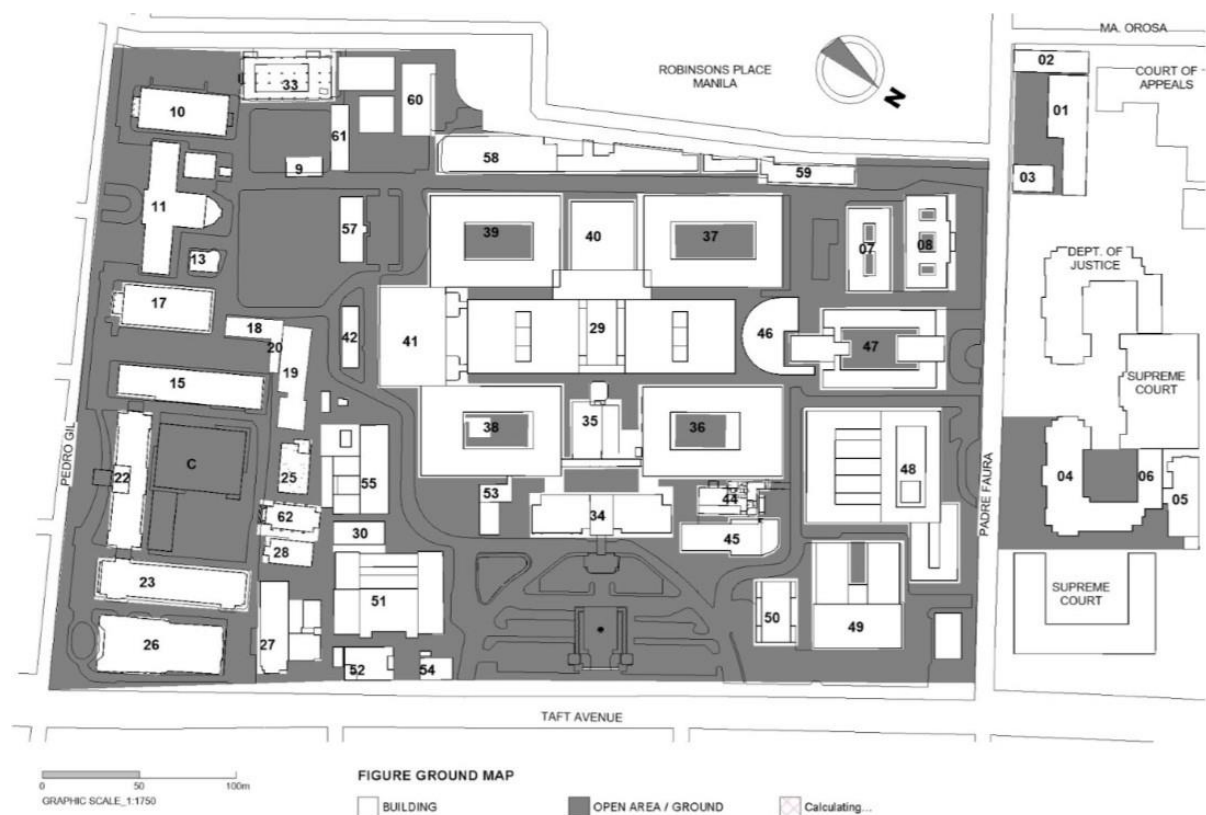 MA. OROSA
ROBINSONS PLACE
MANILA
N
COURT OF
APPEALS
02
01
03
33
10
60
61
9
58
59
11
57
13
39
40
37
07
08
DEPT. OF
JUSTICE
17
18
20
19
42
41
29
46
47
SUPREME
COURT
15
PEDRO GIL
22
C
25
38
35
36
48
04
06
05
55
53
44
62
30
34
45
PADRE FAURA
28
23
51
50
49
SUPREME
COURT
26
27
52
54
TAFT AVENUE
0 50 100m
GRAPHIC SCALE_1:1750
FIGURE GROUND MAP
BUILDING
OPEN AREA / GROUND
Calculating...